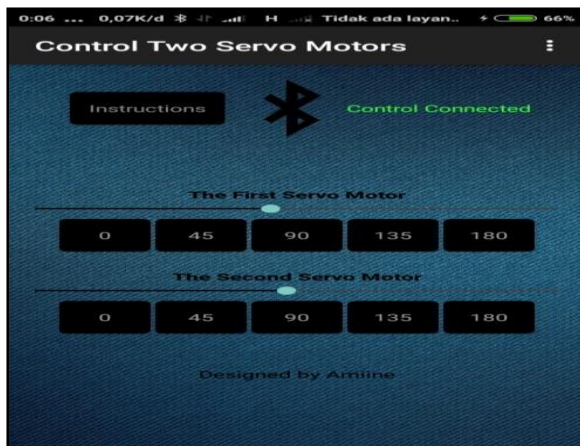 0:06 ... 0,07K/d H Tidak ada layan.. 66%
Control Two Servo Motors
Instructions Control Connected
The First Servo Motor
0 45 90 135 180
The Second Servo Motor
0 45 90 135 180
Designed by Amiine